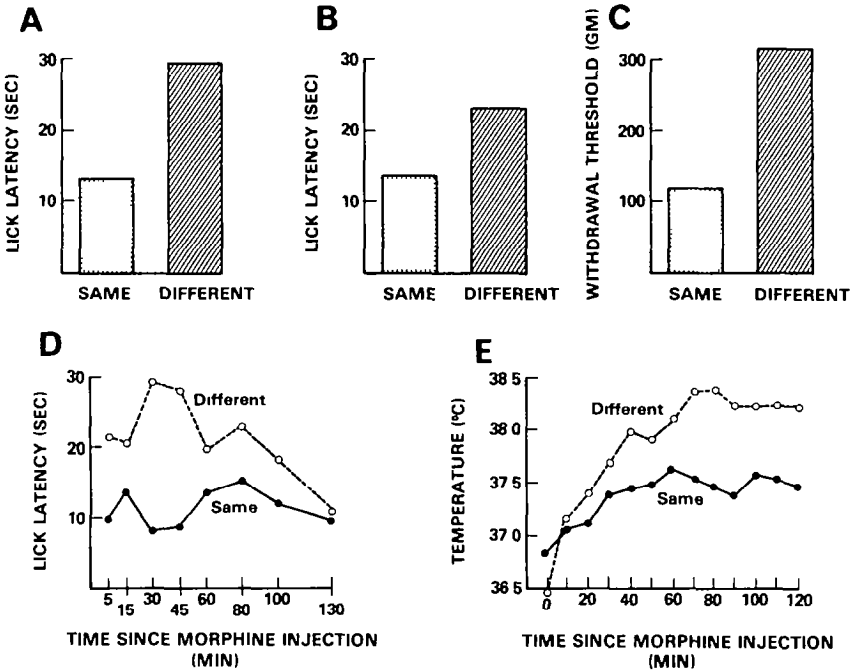 A
LICK LATENCY (SEC)
30
20
10
SAME DIFFERENT
B
LICK LATENCY (SEC)
30
20
10
SAME DIFFERENT
C
WITHDRAWAL THRESHOLD (GM)
300
200
100
SAME DIFFERENT
D
LICK LATENCY (SEC)
30
20
10
Different
Same
5 15 30 45 60 80 100 130
TIME SINCE MORPHINE INJECTION
(MIN)
E
TEMPERATURE (°C)
38 5
38 0
37 5
37 0
36 5
Different
Same
0 20 40 60 80 100 120
TIME SINCE MORPHINE INJECTION
(MIN)